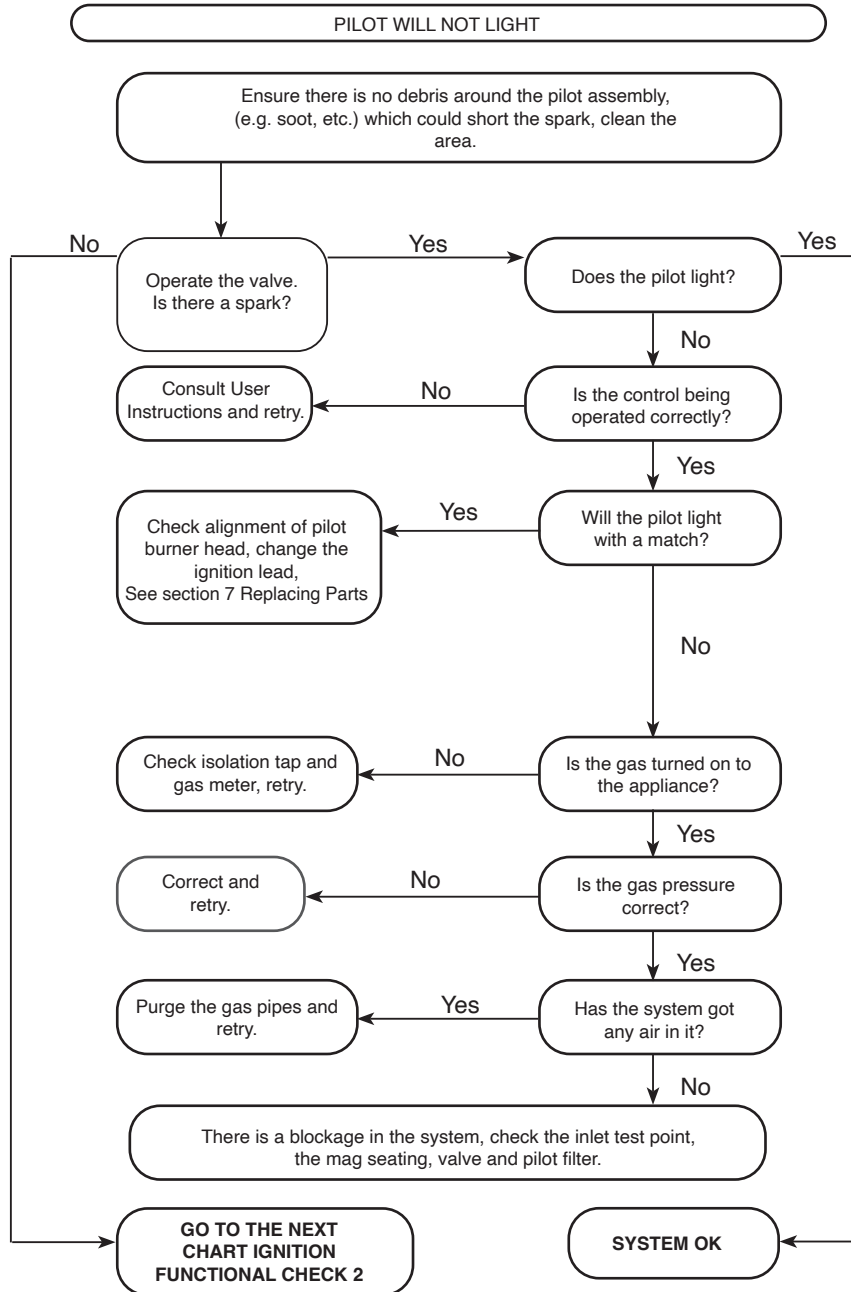 PILOT WILL NOT LIGHT
Ensure there is no debris around the pilot assembly,
(e.g. soot, etc.) which could short the spark, clean the
area.
No
Operate the valve.
Is there a spark?
Yes
Does the pilot light?
Yes
No
Consult User
Instructions and retry.
No
Is the control being
operated correctly?
Yes
Check alignment of pilot
burner head, change the
ignition lead,
See section 7 Replacing Parts
Yes
Will the pilot light
with a match?
No
Check isolation tap and
gas meter, retry.
No
Is the gas turned on to
the appliance?
Yes
Correct and
retry.
No
Is the gas pressure
correct?
Yes
Purge the gas pipes and
retry.
Yes
Has the system got
any air in it?
No
There is a blockage in the system, check the inlet test point,
the mag seating, valve and pilot filter.
GO TO THE NEXT
CHART IGNITION
FUNCTIONAL CHECK 2
SYSTEM OK